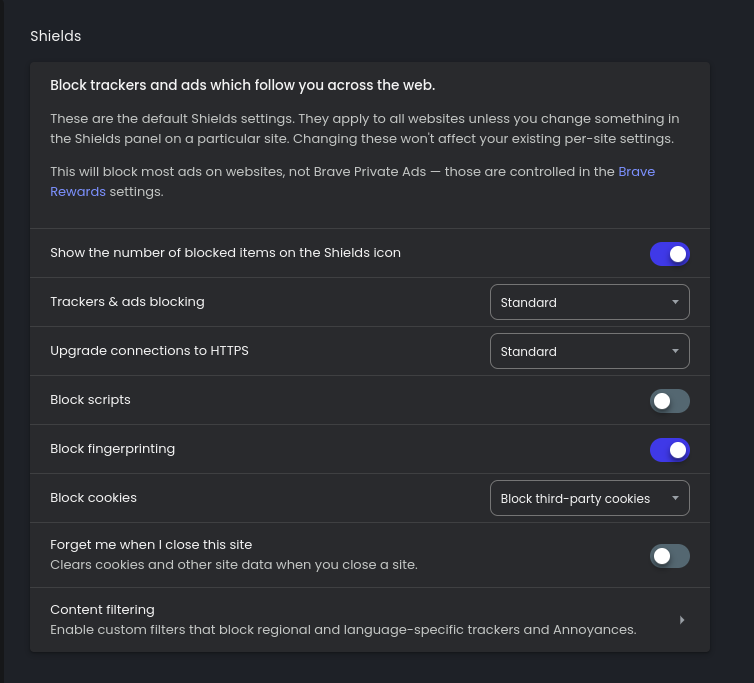 Shields
Block trackers and ads which follow you across the web.
These are the default Shields settings. They apply to all websites unless you change something in
the Shields panel on a particular site. Changing these won't affect your existing per-site settings.
This will block most ads on websites, not Brave Private Ads — those are controlled in the Brave
Rewards settings.
Show the number of blocked items on the Shields icon
Trackers & ads blocking
Standard
Upgrade connections to HTTPS
Standard
Block scripts
Block fingerprinting
Block cookies
Block third-party cookies
Forget me when I close this site
Clears cookies and other site data when you close a site.
Content filtering
Enable custom filters that block regional and language-specific trackers and Annoyances.